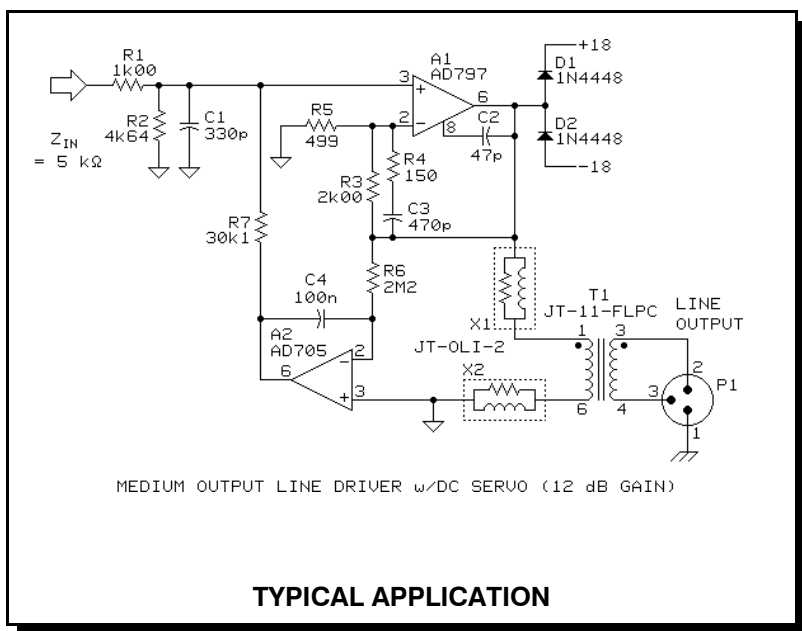 R1
1k00
R2
4k64
C1
330p
Z_IN
= 5 kΩ
A1
AD797
3
+
2
−
6
8
R5
499
C2
47p
+18
D1
1N4448
D2
1N4448
−18
R4
150
R3
2k00
C3
470p
R7
30k1
R6
2M2
C4
100n
A2
AD705
6
2
−
3
+
X1
JT-OLI-2
X2
T1
JT-11-FLPC
1
3
6
4
LINE
OUTPUT
2
3
P1
1
MEDIUM OUTPUT LINE DRIVER w/DC SERVO (12 dB GAIN)
TYPICAL APPLICATION